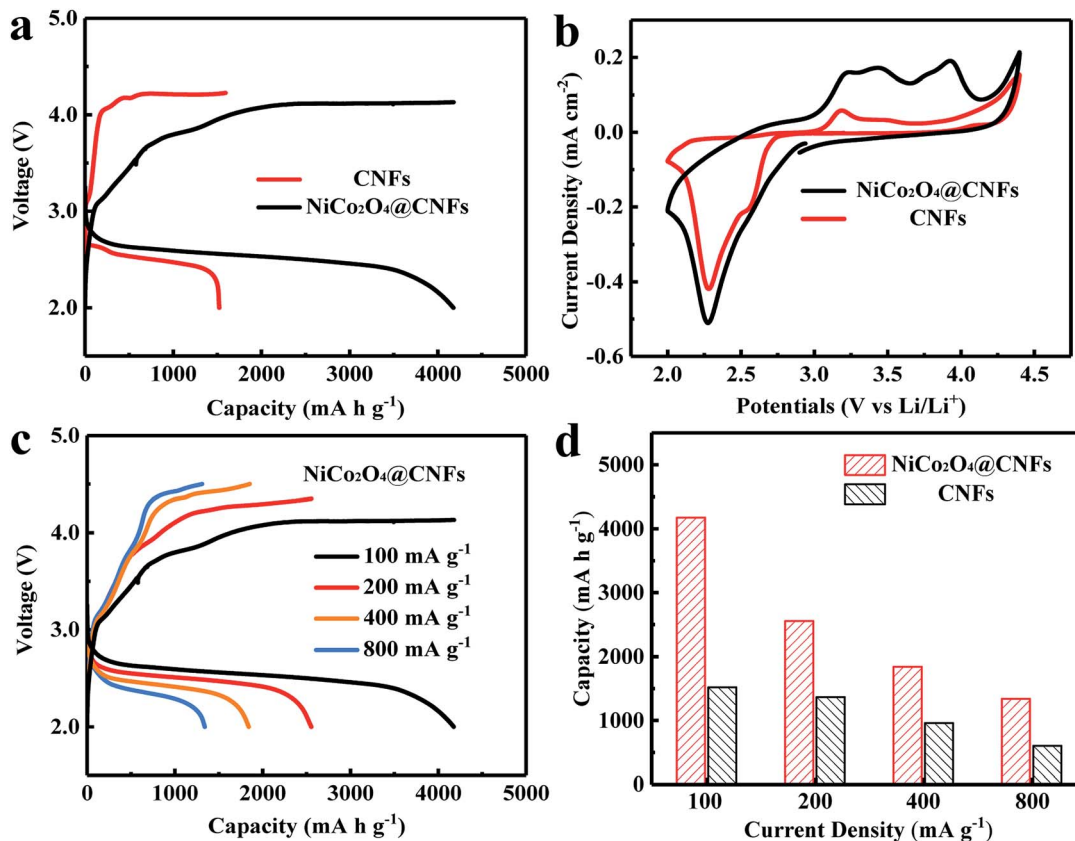 a
5.0
4.0
3.0
2.0
Voltage (V)
CNFs
NiCo₂O₄@CNFs
0 1000 2000 3000 4000 5000
Capacity (mA h g⁻¹)
b
0.2
0.0
-0.2
-0.4
-0.6
Current Density (mA cm⁻²)
NiCo₂O₄@CNFs
CNFs
2.0 2.5 3.0 3.5 4.0 4.5
Potentials (V vs Li/Li⁺)
c
5.0
4.0
3.0
2.0
Voltage (V)
NiCo₂O₄@CNFs
100 mA g⁻¹
200 mA g⁻¹
400 mA g⁻¹
800 mA g⁻¹
0 1000 2000 3000 4000 5000
Capacity (mA h g⁻¹)
d
5000
4000
3000
2000
1000
0
Capacity (mA h g⁻¹)
NiCo₂O₄@CNFs
CNFs
100 200 400 800
Current Density (mA g⁻¹)